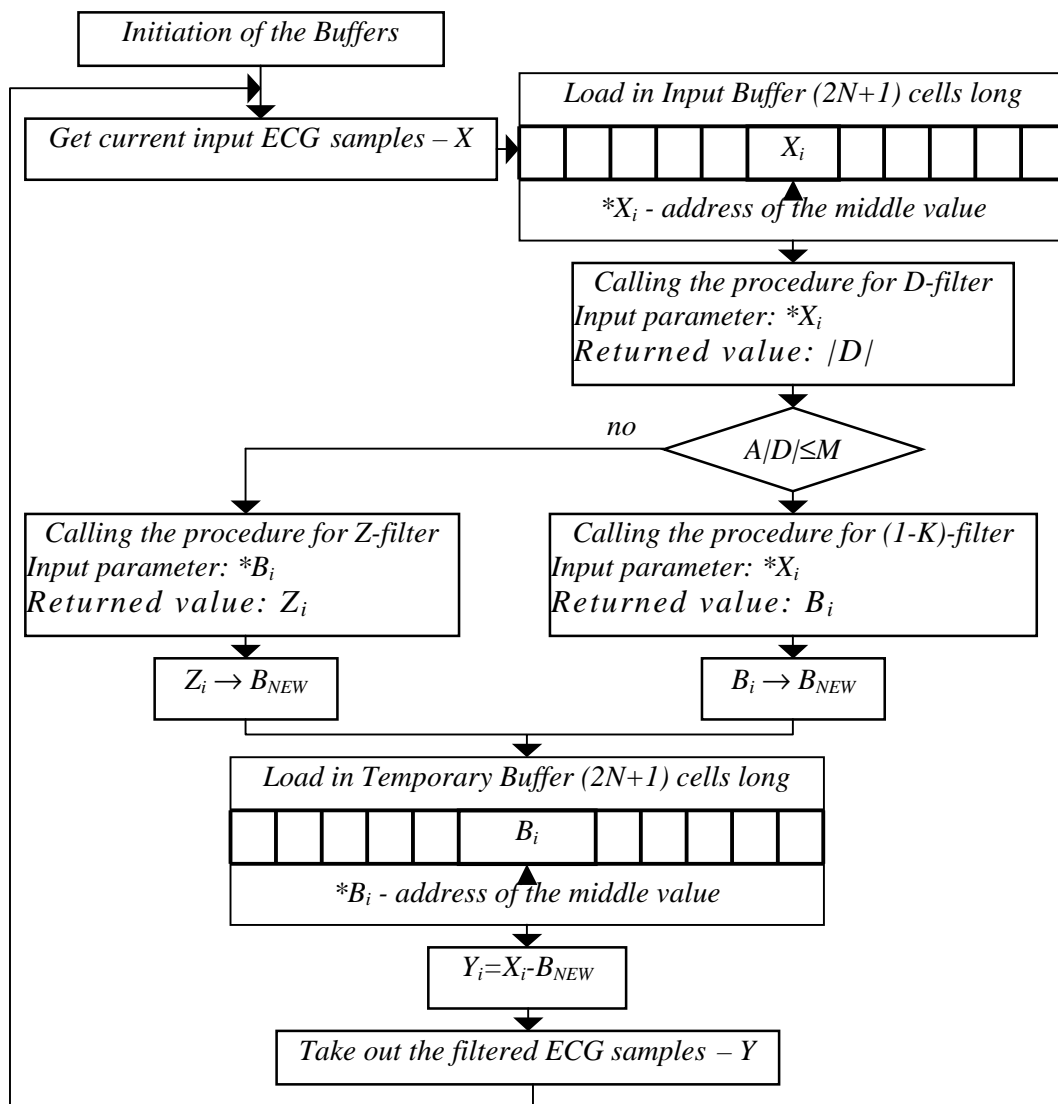 Initiation of the Buffers
Get current input ECG samples – X
Load in Input Buffer (2N+1) cells long
Xi
*Xi - address of the middle value
Calling the procedure for D-filter
Input parameter: *Xi
Returned value: |D|
A|D|≤M
no
Calling the procedure for Z-filter
Input parameter: *Bi
Returned value: Zi
Calling the procedure for (1-K)-filter
Input parameter: *Xi
Returned value: Bi
Zi → BNEW
Bi → BNEW
Load in Temporary Buffer (2N+1) cells long
Bi
*Bi - address of the middle value
Yi=Xi-BNEW
Take out the filtered ECG samples – Y